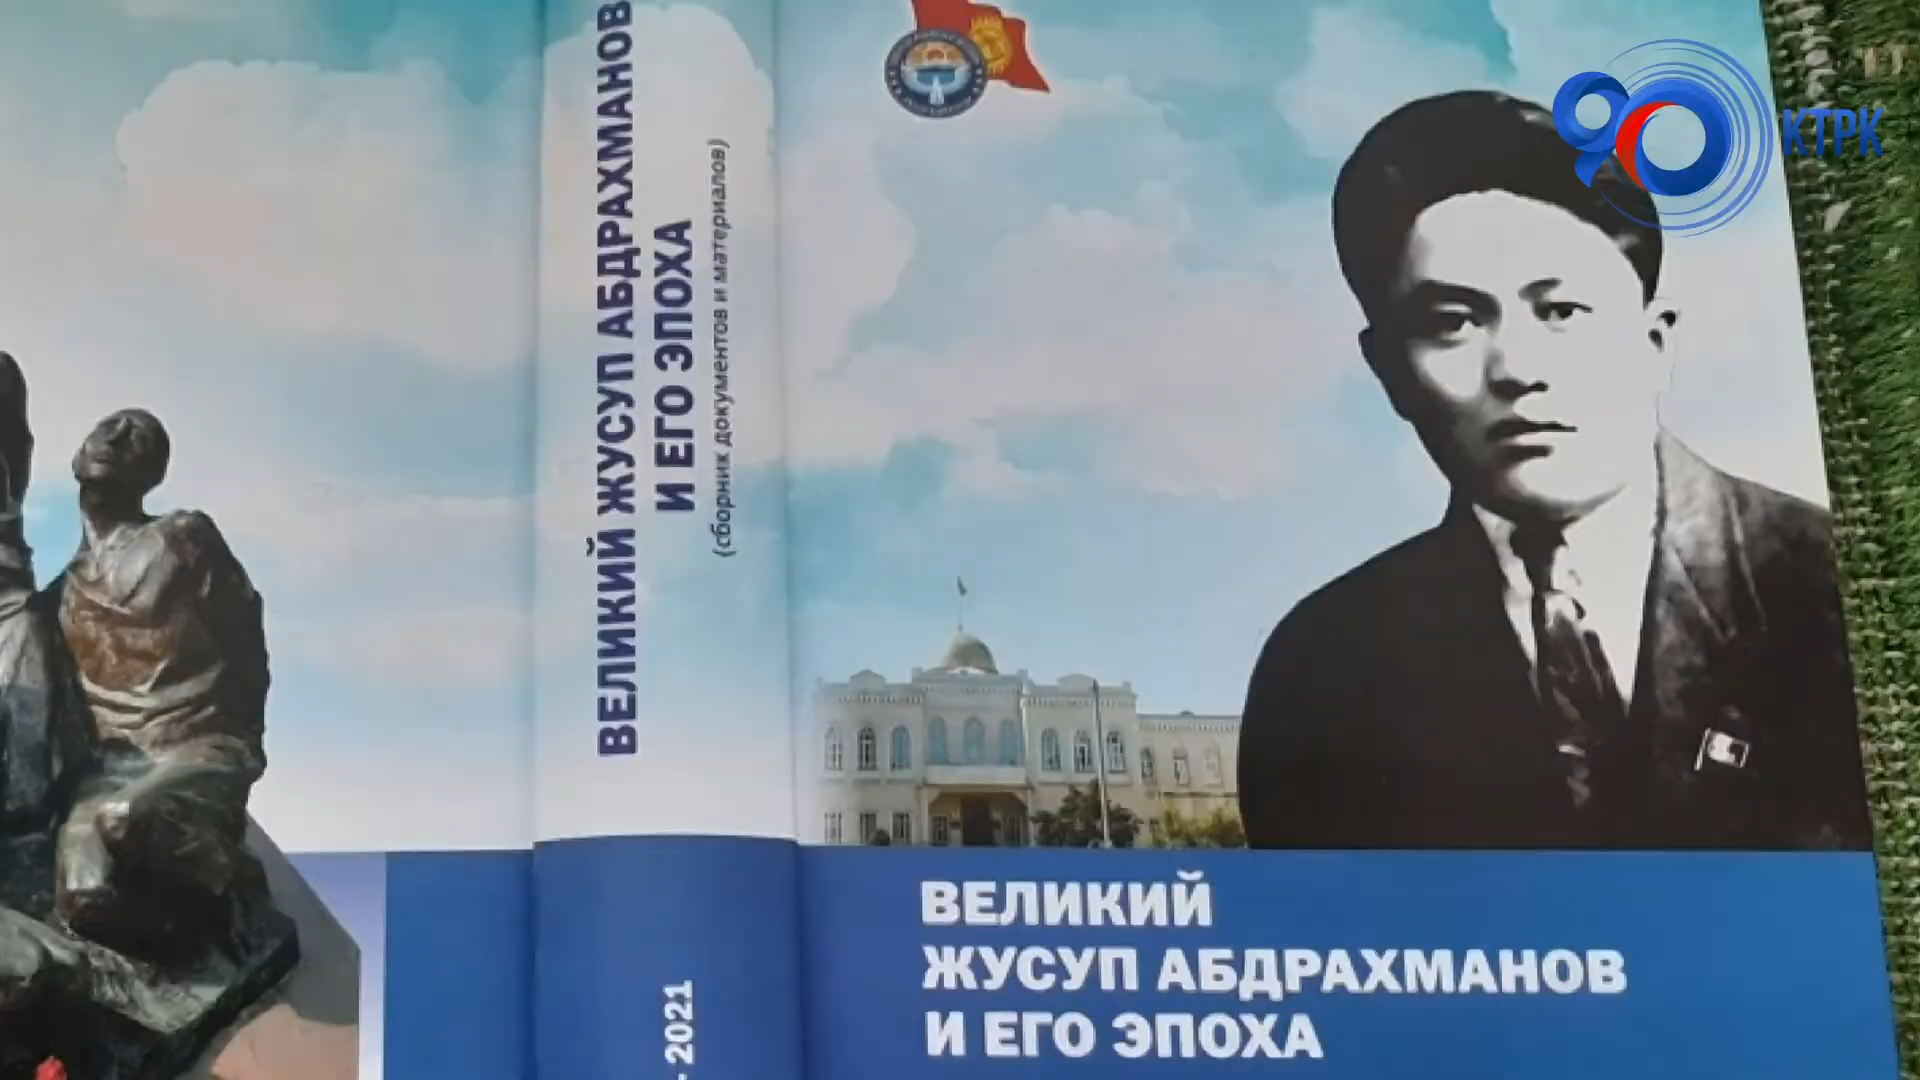 ВЕЛИКИЙ ЖУСУП АБДРАХМАНОВ
И ЕГО ЭПОХА
(сборник документов и материалов)
- 2021
90 КТРК
ВЕЛИКИЙ
ЖУСУП АБДРАХМАНОВ
И ЕГО ЭПОХА